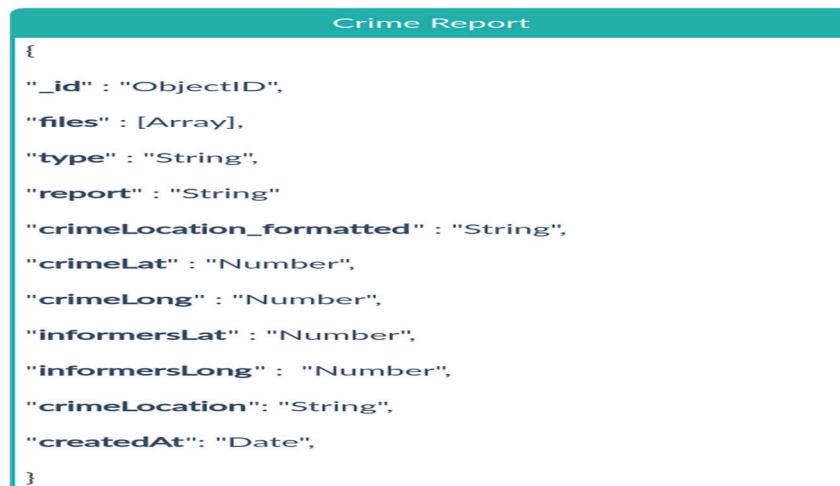 Crime Report
{
"_id" : "ObjectID",
"files" : [Array],
"type" : "String",
"report" : "String"
"crimeLocation_formatted" : "String",
"crimeLat" : "Number",
"crimeLong" : "Number",
"informersLat" : "Number",
"informersLong" : "Number",
"crimeLocation": "String",
"createdAt": "Date",
}